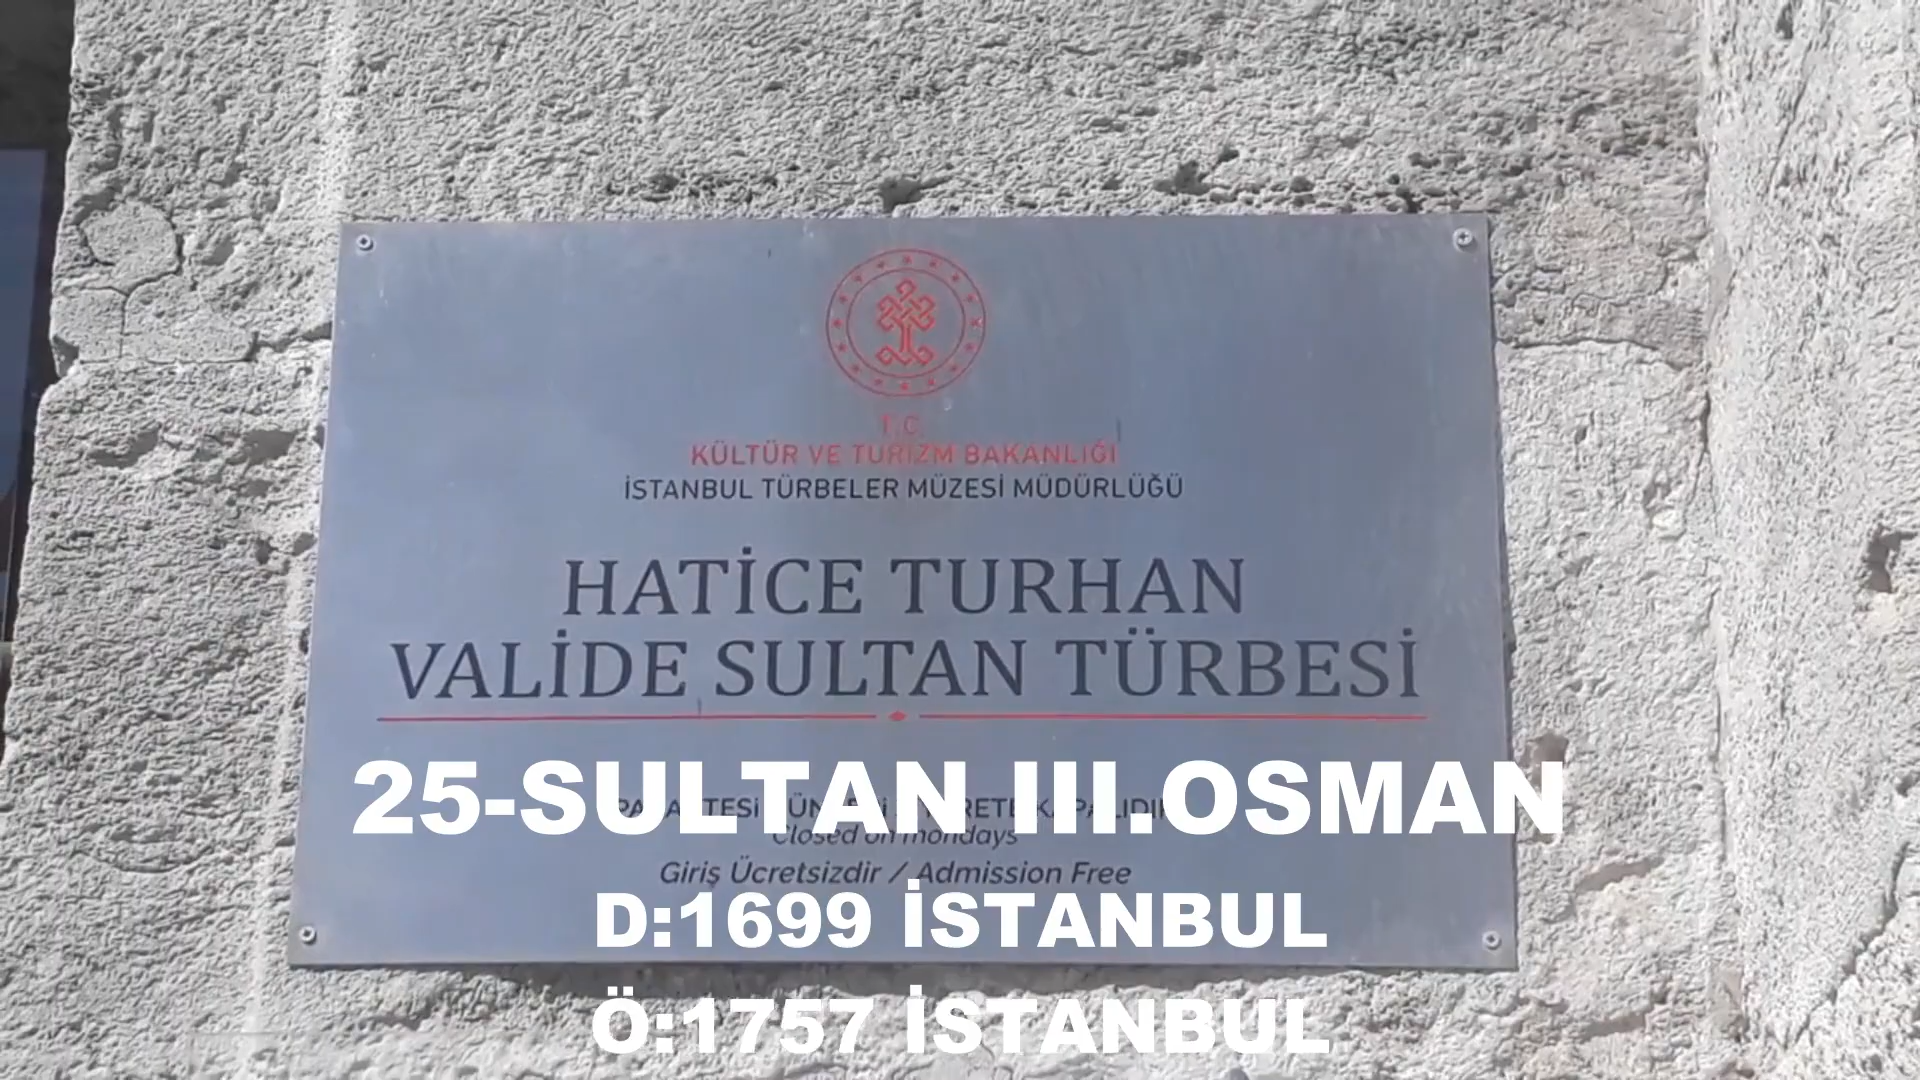 T.C.
KÜLTÜR VE TURİZM BAKANLIĞI
İSTANBUL TÜRBELER MÜZESİ MÜDÜRLÜĞÜ
HATİCE TURHAN
VALİDE SULTAN TÜRBESİ
25-SULTAN III.OSMAN
Closed on mondays
Giriş Ücretsizdir / Admission Free
D:1699 İSTANBUL
Ö:1757 İSTANBUL